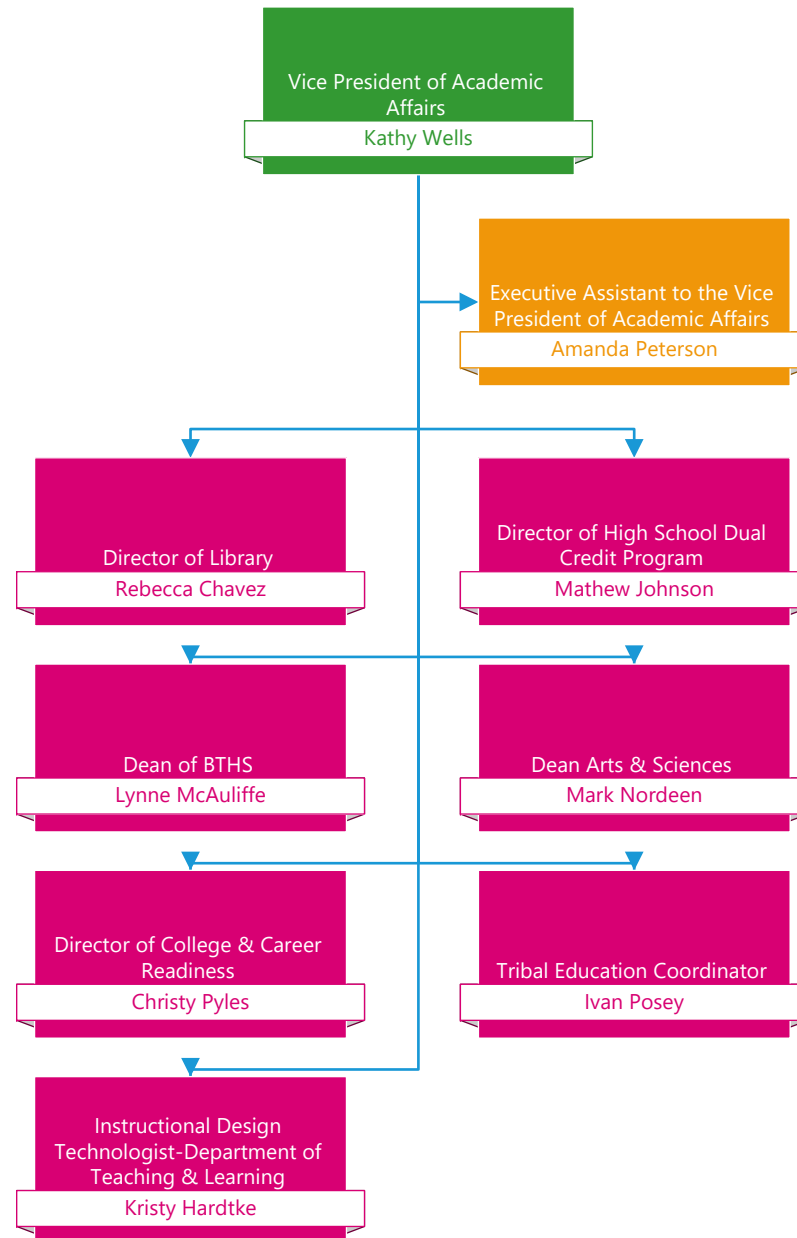 Vice President of Academic
Affairs
Kathy Wells
Executive Assistant to the Vice
President of Academic Affairs
Amanda Peterson
Director of Library
Rebecca Chavez
Director of High School Dual
Credit Program
Mathew Johnson
Dean of BTHS
Lynne McAuliffe
Dean Arts & Sciences
Mark Nordeen
Director of College & Career
Readiness
Christy Pyles
Tribal Education Coordinator
Ivan Posey
Instructional Design
Technologist-Department of
Teaching & Learning
Kristy Hardtke